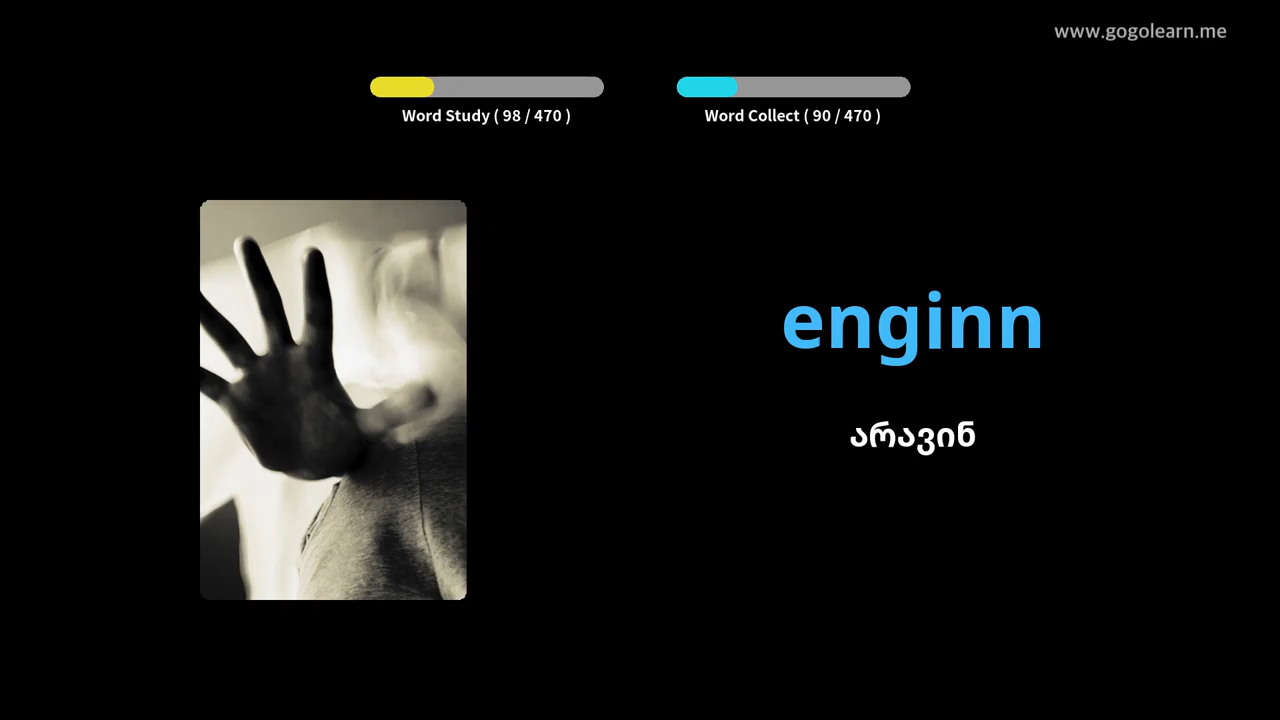 www.gogolearn.me
Word Study ( 98 / 470 )
Word Collect ( 90 / 470 )
enginn
არავინ